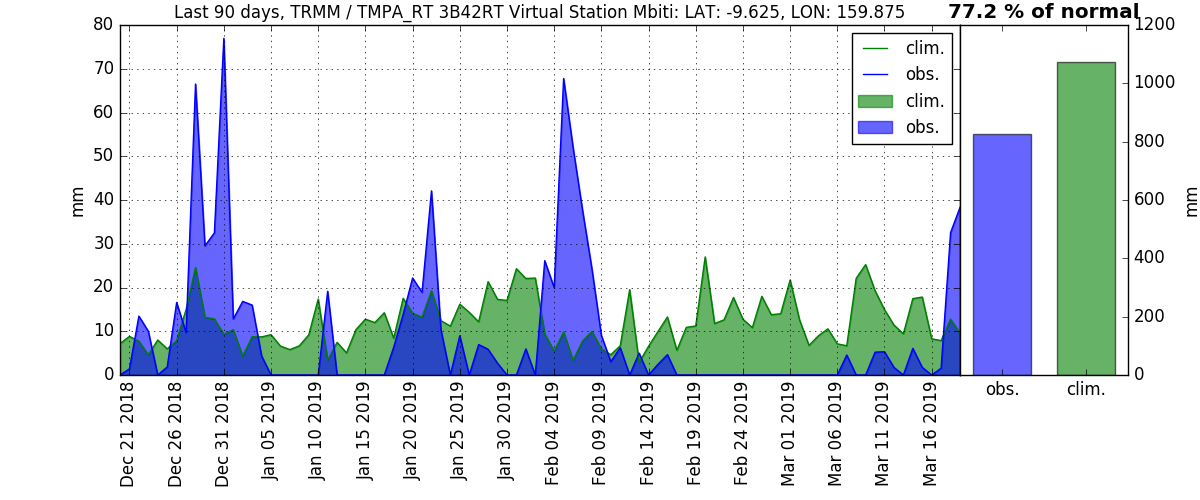 Last 90 days, TRMM / TMPA_RT 3B42RT Virtual Station Mbiti: LAT: -9.625, LON: 159.875
77.2 % of normal
80
70
60
50
40
30
20
10
0
mm
clim.
obs.
clim.
obs.
1200
1000
800
600
400
200
0
mm
Dec 21 2018
Dec 26 2018
Dec 31 2018
Jan 05 2019
Jan 10 2019
Jan 15 2019
Jan 20 2019
Jan 25 2019
Jan 30 2019
Feb 04 2019
Feb 09 2019
Feb 14 2019
Feb 19 2019
Feb 24 2019
Mar 01 2019
Mar 06 2019
Mar 11 2019
Mar 16 2019
obs.
clim.